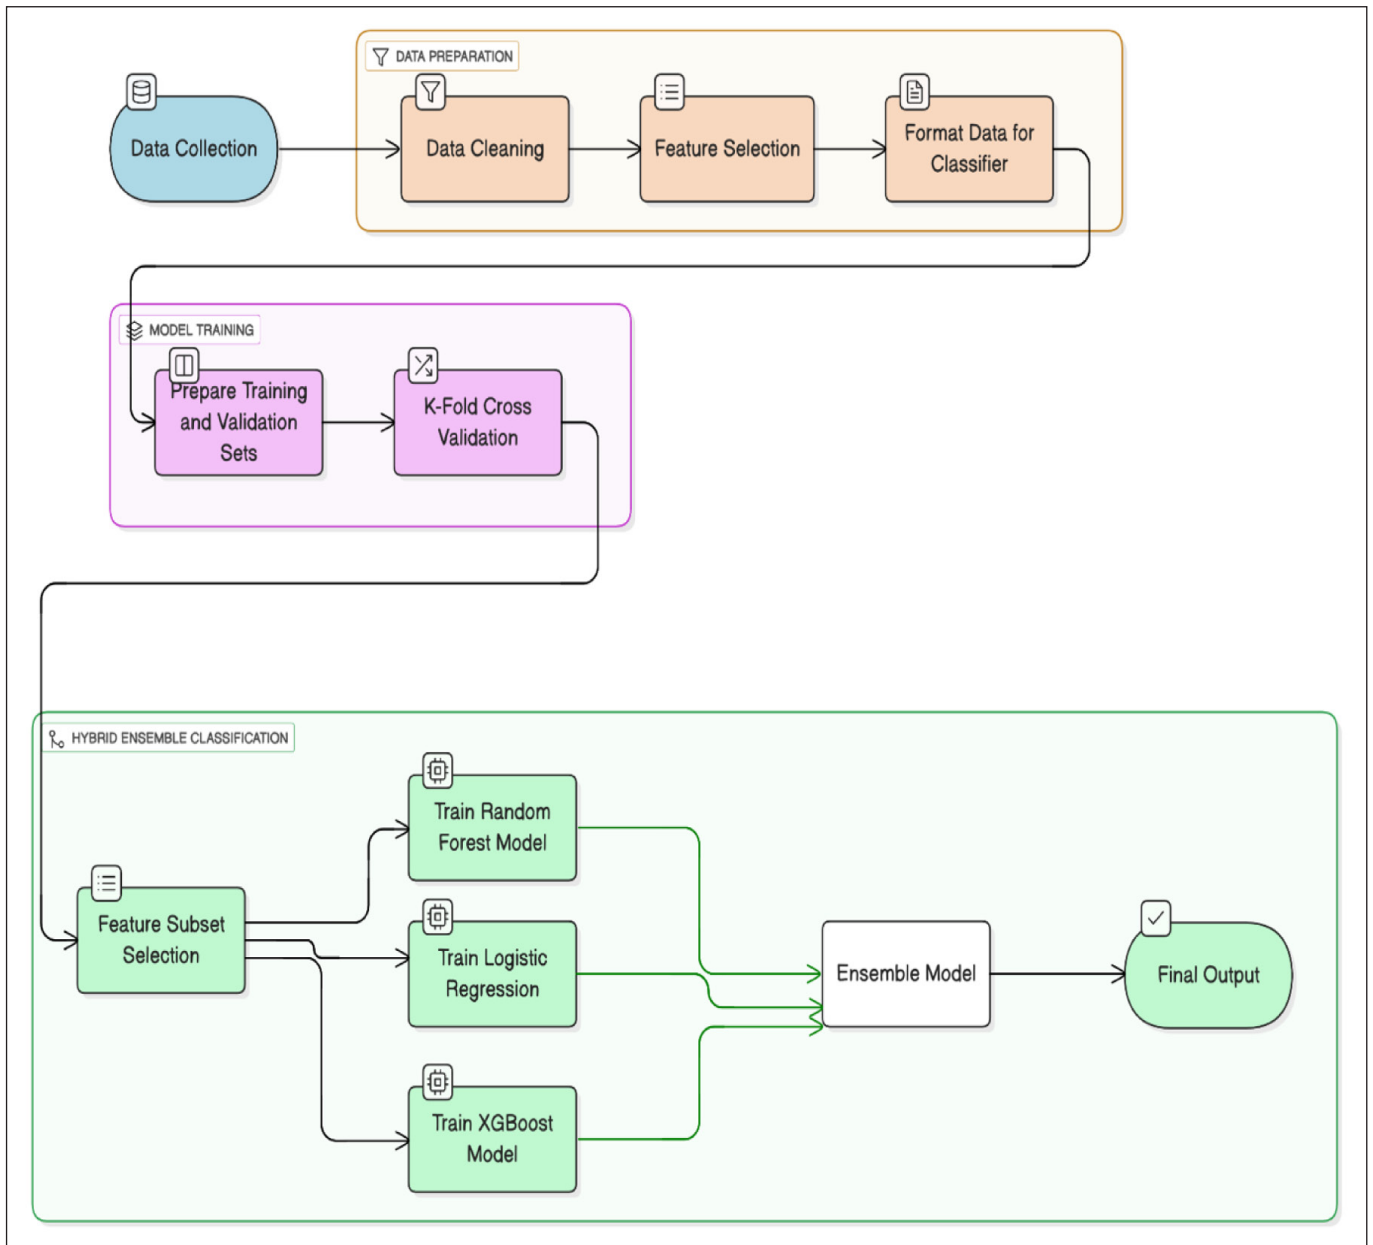 DATA PREPARATION
Data Collection
Data Cleaning
Feature Selection
Format Data for
Classifier
MODEL TRAINING
Prepare Training
and Validation
Sets
K-Fold Cross
Validation
HYBRID ENSEMBLE CLASSIFICATION
Feature Subset
Selection
Train Random
Forest Model
Train Logistic
Regression
Train XGBoost
Model
Ensemble Model
Final Output